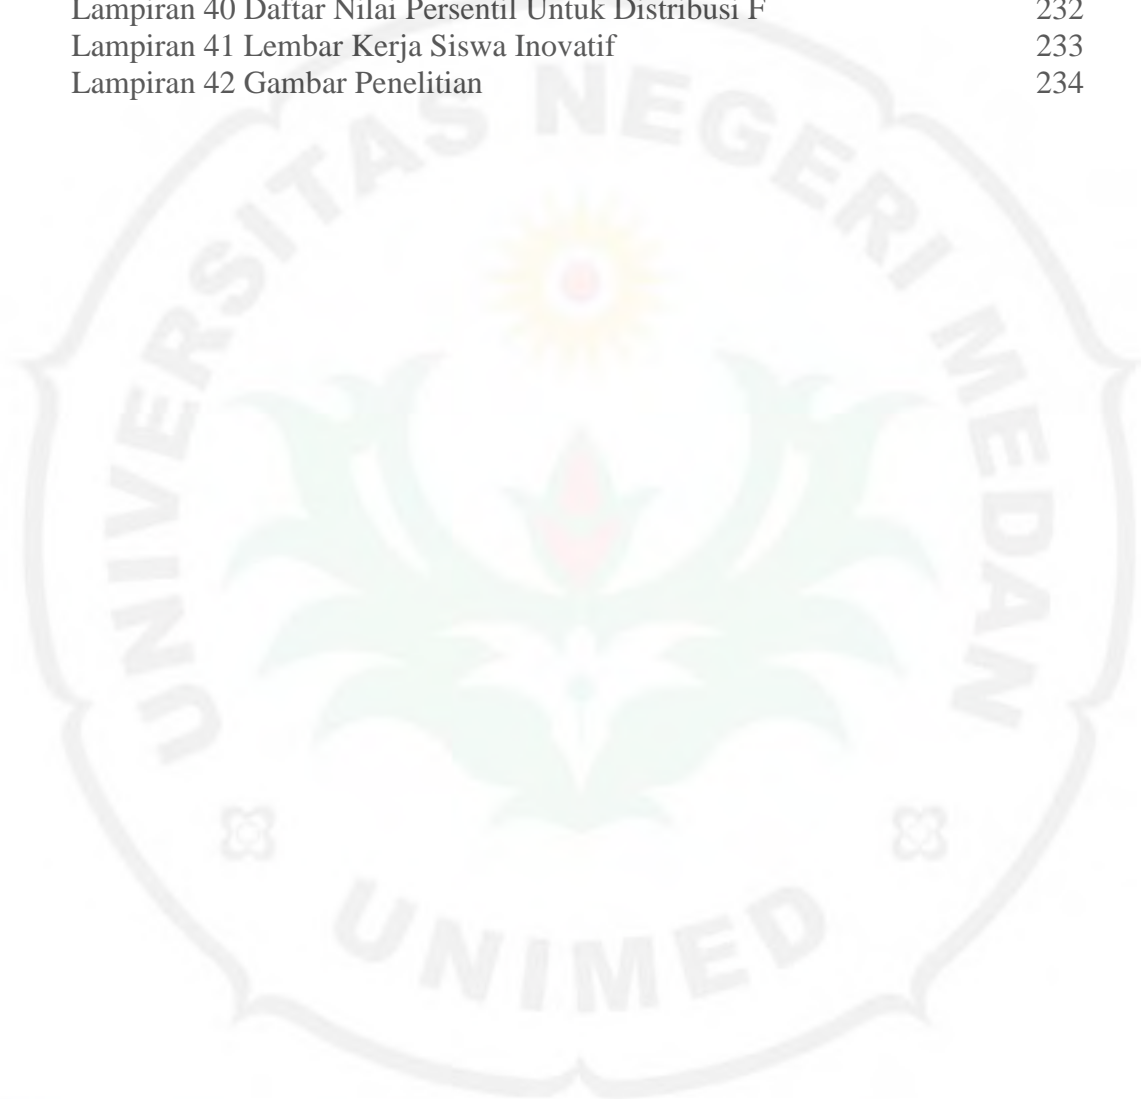 Lampiran 40 Daftar Nilai Persentil Untuk Distribusi F 232
Lampiran 41 Lembar Kerja Siswa Inovatif 233
Lampiran 42 Gambar Penelitian 234
UNIVERSITAS NEGERI MEDAN
UNIMED